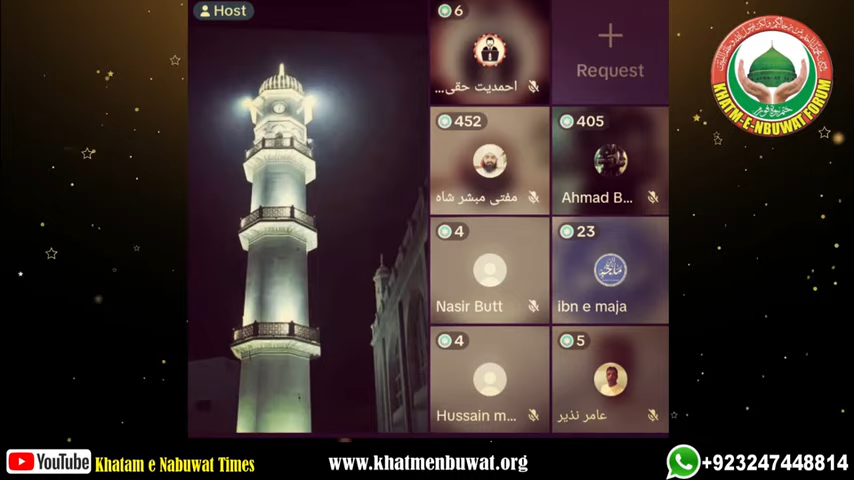 Host
6
احمدیت حقی...
Request
452
مفتی مبشر شاہ
405
Ahmad B...
4
Nasir Butt
23
ibn e maja
4
Hussain m...
5
عامر نذیر
KHATM-E-NBUWAT FORUM
YouTube Khatam e Nabuwat Times
www.khatmenbuwat.org
+923247448814